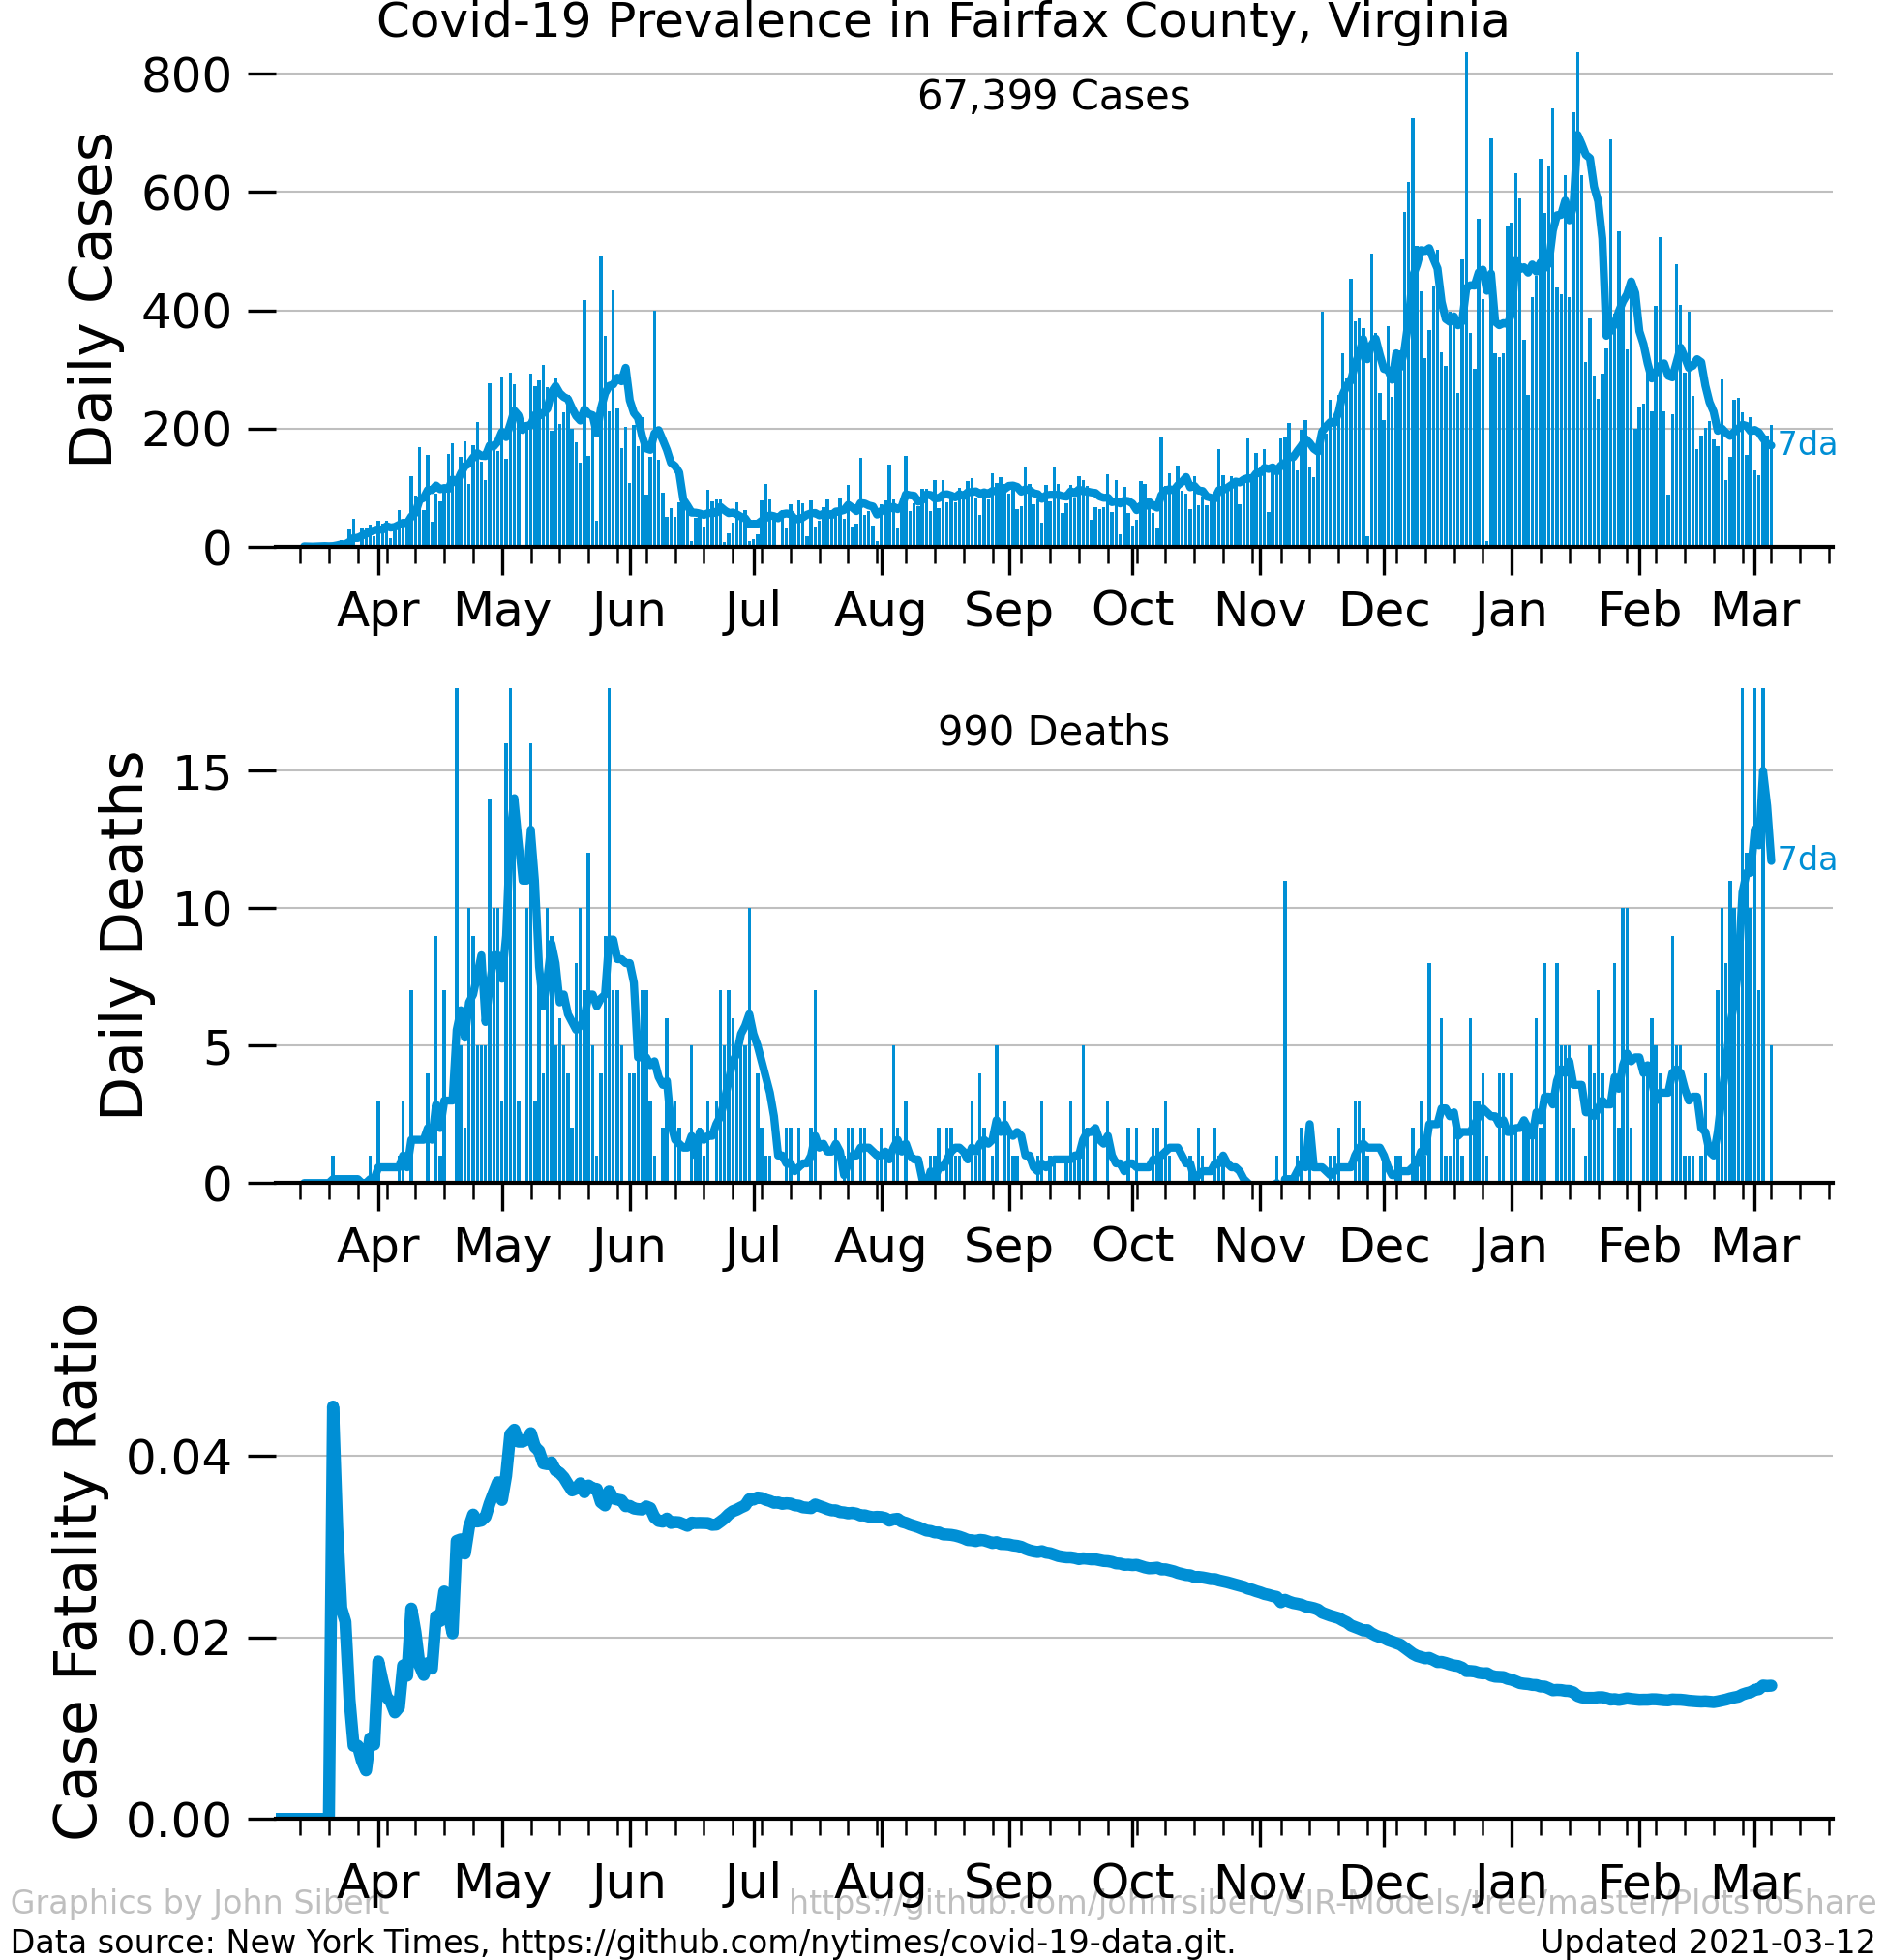 Covid-19 Prevalence in Fairfax County, Virginia
67,399 Cases
Daily Cases
800
600
400
200
0
7da
Apr May Jun Jul Aug Sep Oct Nov Dec Jan Feb Mar
990 Deaths
Daily Deaths
15
10
5
0
7da
Apr May Jun Jul Aug Sep Oct Nov Dec Jan Feb Mar
Case Fatality Ratio
0.04
0.02
0.00
Apr May Jun Jul Aug Sep Oct Nov Dec Jan Feb Mar
Graphics by John Sibert https://github.com/johnrsibert/SIR-Models/tree/master/PlotsToShare
Data source: New York Times, https://github.com/nytimes/covid-19-data.git. Updated 2021-03-12